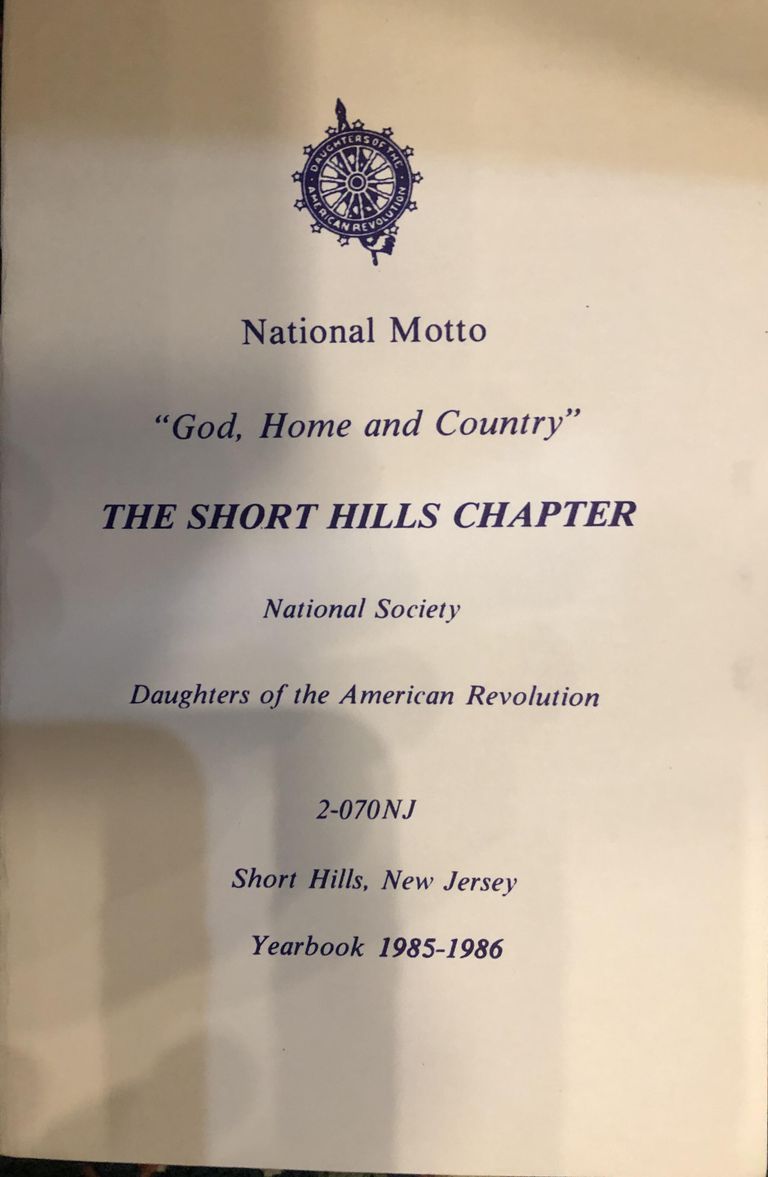 DAUGHTERS OF THE
AMERICAN REVOLUTION
National Motto
“God, Home and Country”
THE SHORT HILLS CHAPTER
National Society
Daughters of the American Revolution
2-070NJ
Short Hills, New Jersey
Yearbook 1985-1986